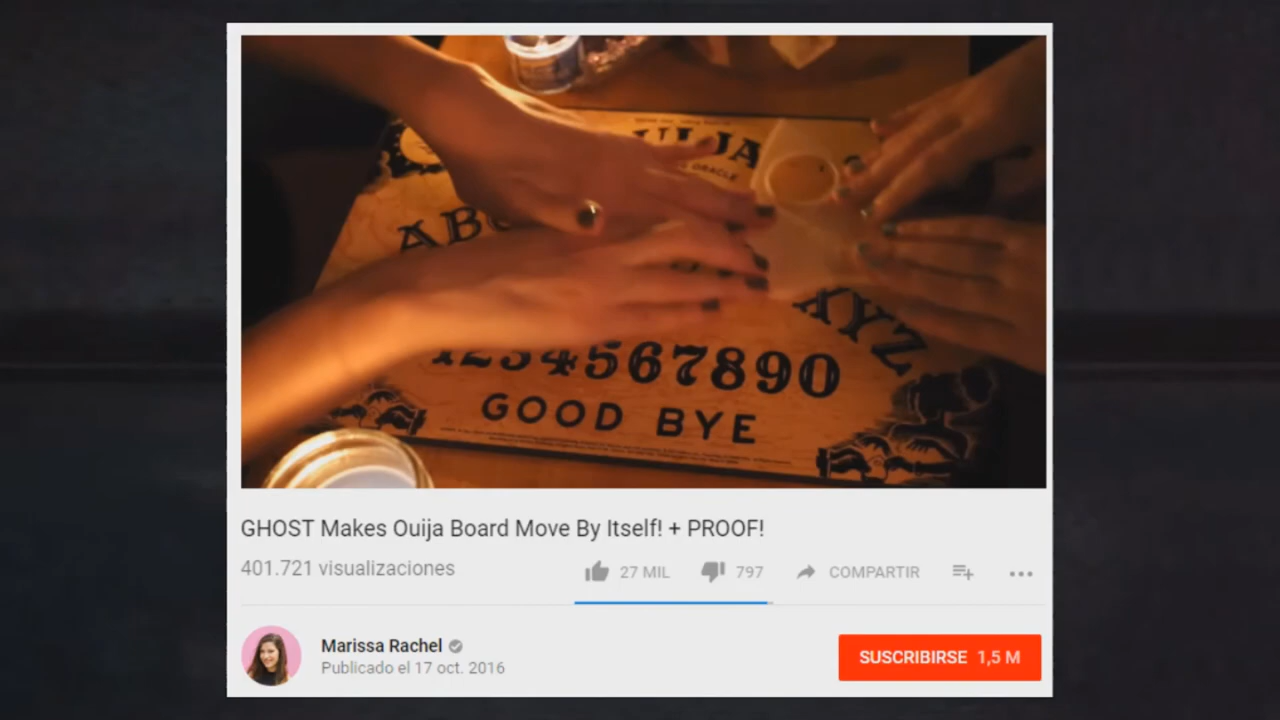 OUIJA
ORACLE
ABC
XYZ
1234567890
GOOD BYE
GHOST Makes Ouija Board Move By Itself! + PROOF!
401.721 visualizaciones
27 MIL
797
COMPARTIR
Marissa Rachel
Publicado el 17 oct. 2016
SUSCRIBIRSE 1,5 M